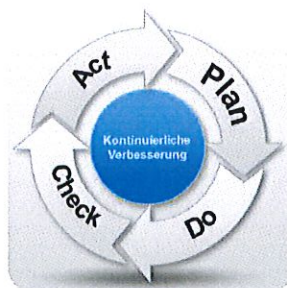 Act
Plan
Kontinuierliche
Verbesserung
Check
Do